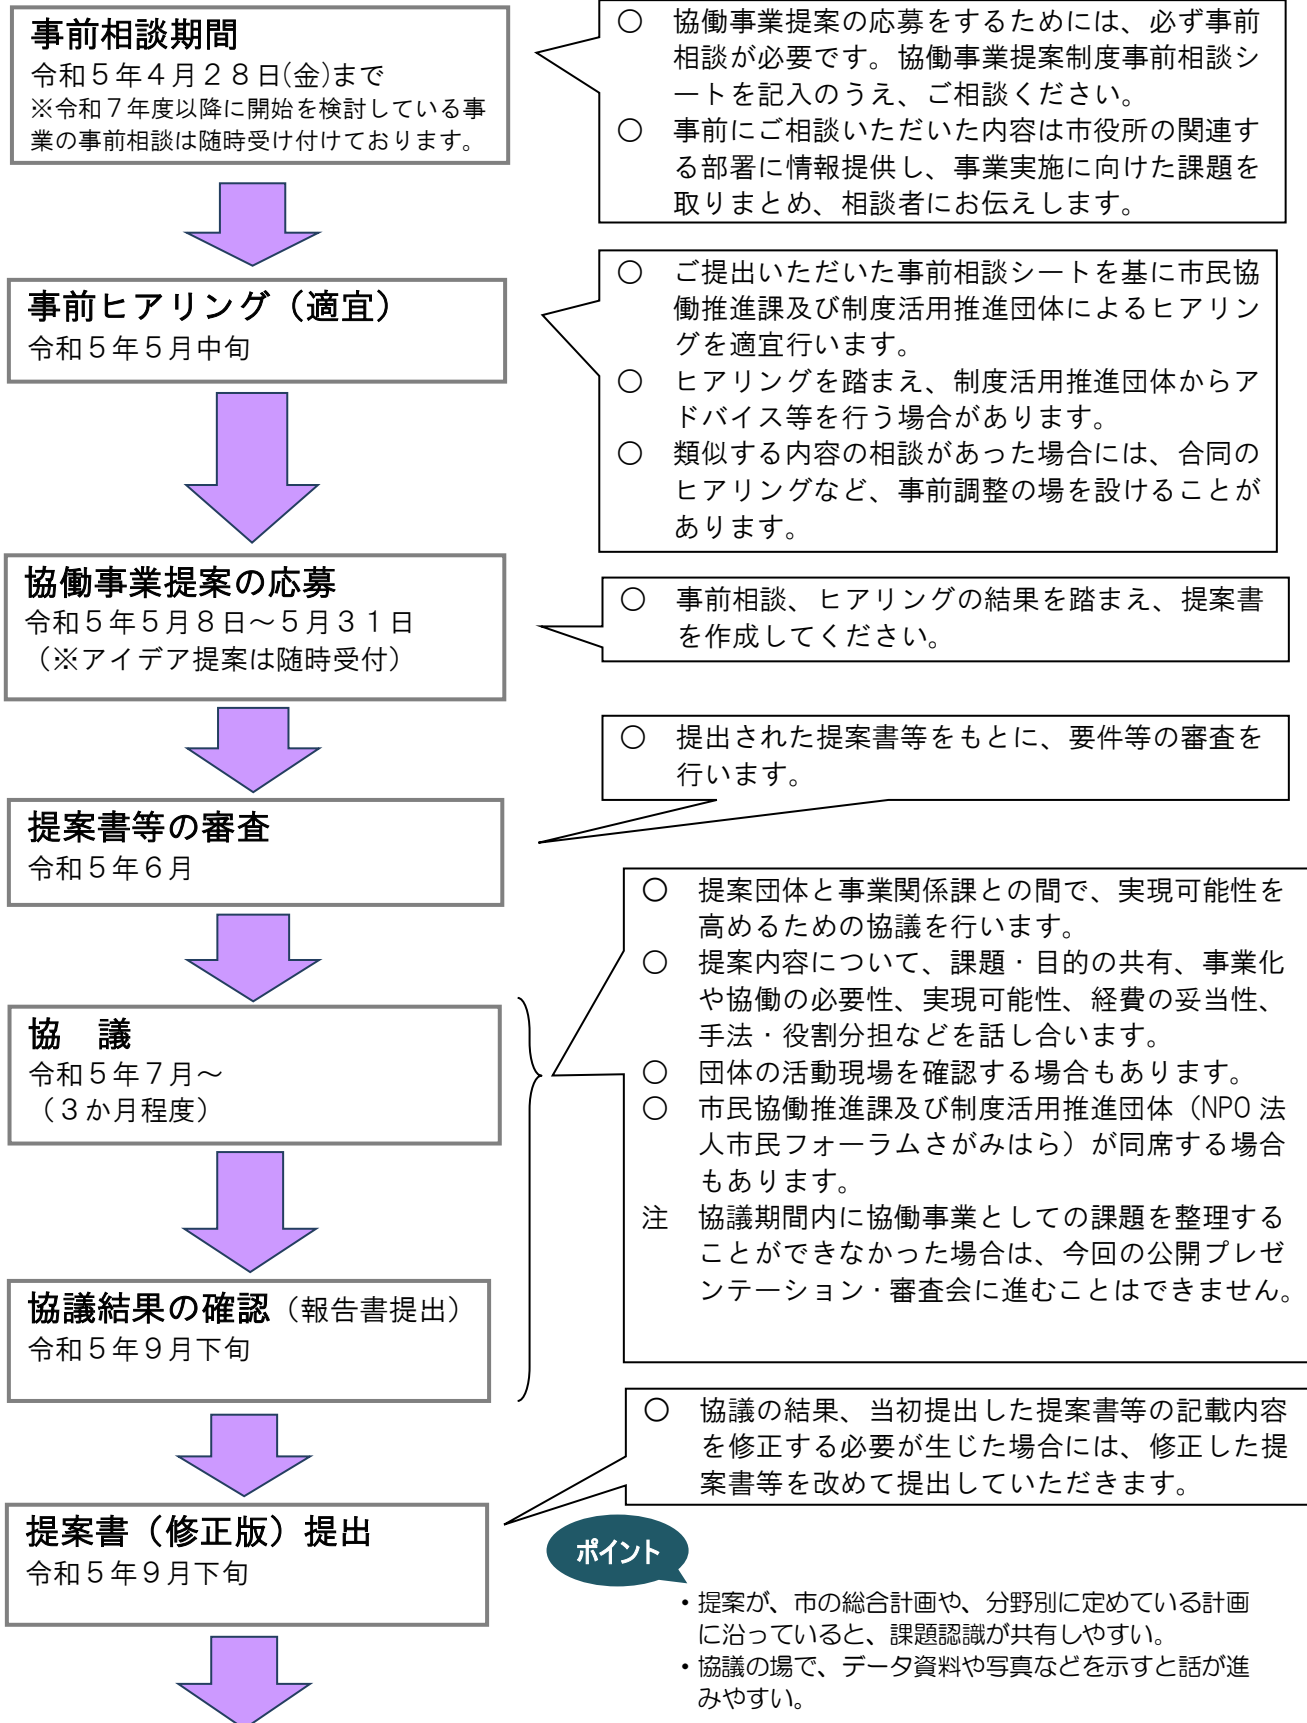 事前相談期間
令和５年４月２８日(金)まで
※令和７年度以降に開始を検討している事
業の事前相談は随時受け付けております。
○　協働事業提案の応募をするためには、必ず事前
相談が必要です。協働事業提案制度事前相談シ
ートを記入のうえ、ご相談ください。
○　事前にご相談いただいた内容は市役所の関連す
る部署に情報提供し、事業実施に向けた課題を
取りまとめ、相談者にお伝えします。
事前ヒアリング（適宜）
令和５年５月中旬
○　ご提出いただいた事前相談シートを基に市民協
働推進課及び制度活用推進団体によるヒアリン
グを適宜行います。
○　ヒアリングを踏まえ、制度活用推進団体からア
ドバイス等を行う場合があります。
○　類似する内容の相談があった場合には、合同の
ヒアリングなど、事前調整の場を設けることが
あります。
協働事業提案の応募
令和５年５月８日～５月３１日
（※アイデア提案は随時受付）
○　事前相談、ヒアリングの結果を踏まえ、提案書
を作成してください。
○　提出された提案書等をもとに、要件等の審査を
行います。
提案書等の審査
令和５年６月
○　提案団体と事業関係課との間で、実現可能性を
高めるための協議を行います。
○　提案内容について、課題・目的の共有、事業化
や協働の必要性、実現可能性、経費の妥当性、
手法・役割分担などを話し合います。
○　団体の活動現場を確認する場合もあります。
○　市民協働推進課及び制度活用推進団体（NPO 法
人市民フォーラムさがみはら）が同席する場合
もあります。
注　協議期間内に協働事業としての課題を整理する
ことができなかった場合は、今回の公開プレゼ
ンテーション・審査会に進むことはできません。
協　議
令和５年７月～
（３か月程度）
協議結果の確認（報告書提出）
令和５年９月下旬
○　協議の結果、当初提出した提案書等の記載内容
を修正する必要が生じた場合には、修正した提
案書等を改めて提出していただきます。
提案書（修正版）提出
令和５年９月下旬
ポイント
・提案が、市の総合計画や、分野別に定めている計画
に沿っていると、課題認識が共有しやすい。
・協議の場で、データ資料や写真などを示すと話が進
みやすい。